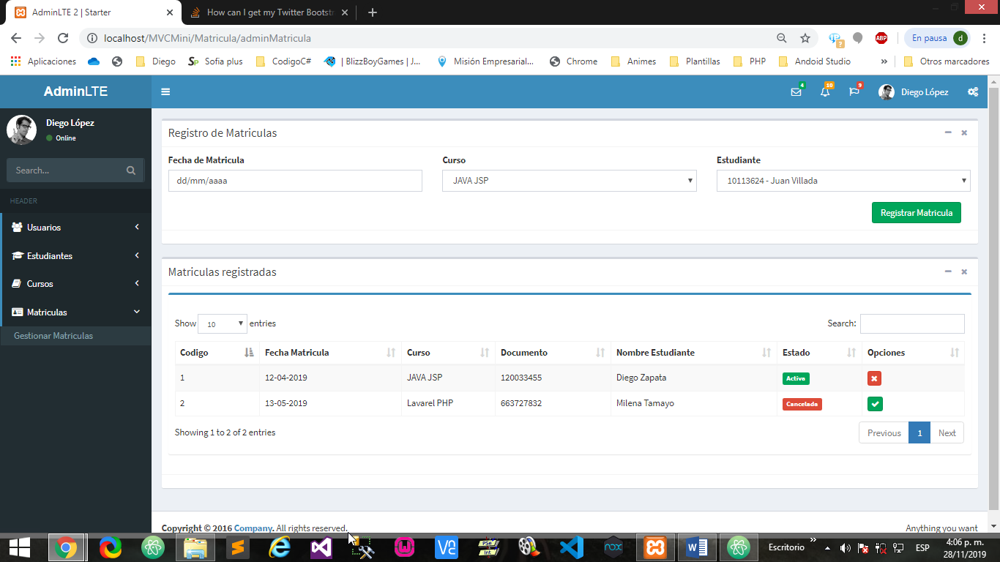 AdminLTE 2 | Starter
How can I get my Twitter Bootstr
localhost/MVCMini/Matricula/adminMatricula
ABP
En pausa d
Aplicaciones Diego Sp Sofia plus CodigoC# | BlizzBoyGames | J... Misión Empresarial... Chrome Animes Plantillas PHP Andoid Studio » Otros marcadores
AdminLTE
4 10 9 Diego López
Diego López
Online
Search...
HEADER
Usuarios
Estudiantes
Cursos
Matriculas
Gestionar Matriculas
Registro de Matriculas
Fecha de Matricula Curso Estudiante
dd/mm/aaaa JAVA JSP 10113624 - Juan Villada
Registrar Matricula
Matriculas registradas
Show 10 entries Search:
Codigo Fecha Matricula Curso Documento Nombre Estudiante Estado Opciones
1 12-04-2019 JAVA JSP 120033455 Diego Zapata Activa
2 13-05-2019 Lavarel PHP 663727832 Milena Tamayo Cancelado
Showing 1 to 2 of 2 entries Previous 1 Next
Copyright © 2016 Company. All rights reserved. Anything you want
Escritorio » ESP 4:06 p. m.
28/11/2019